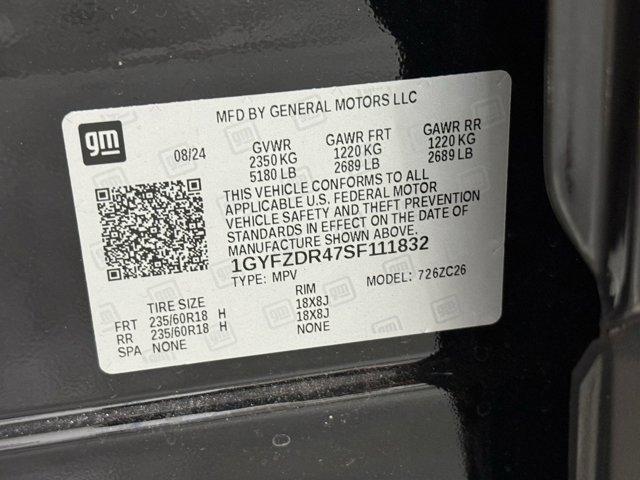 MFD BY GENERAL MOTORS LLC
gm
08/24
GVWR
2350 KG
5180 LB
GAWR FRT
1220 KG
2689 LB
GAWR RR
1220 KG
2689 LB
THIS VEHICLE CONFORMS TO ALL
APPLICABLE U.S. FEDERAL MOTOR
VEHICLE SAFETY AND THEFT PREVENTION
STANDARDS IN EFFECT ON THE DATE OF
MANUFACTURE SHOWN ABOVE.
1GYFZDR47SF111832
TYPE: MPV MODEL: 726ZC26
TIRE SIZE RIM
FRT 235/60R18 H 18X8J
RR 235/60R18 H 18X8J
SPA NONE NONE